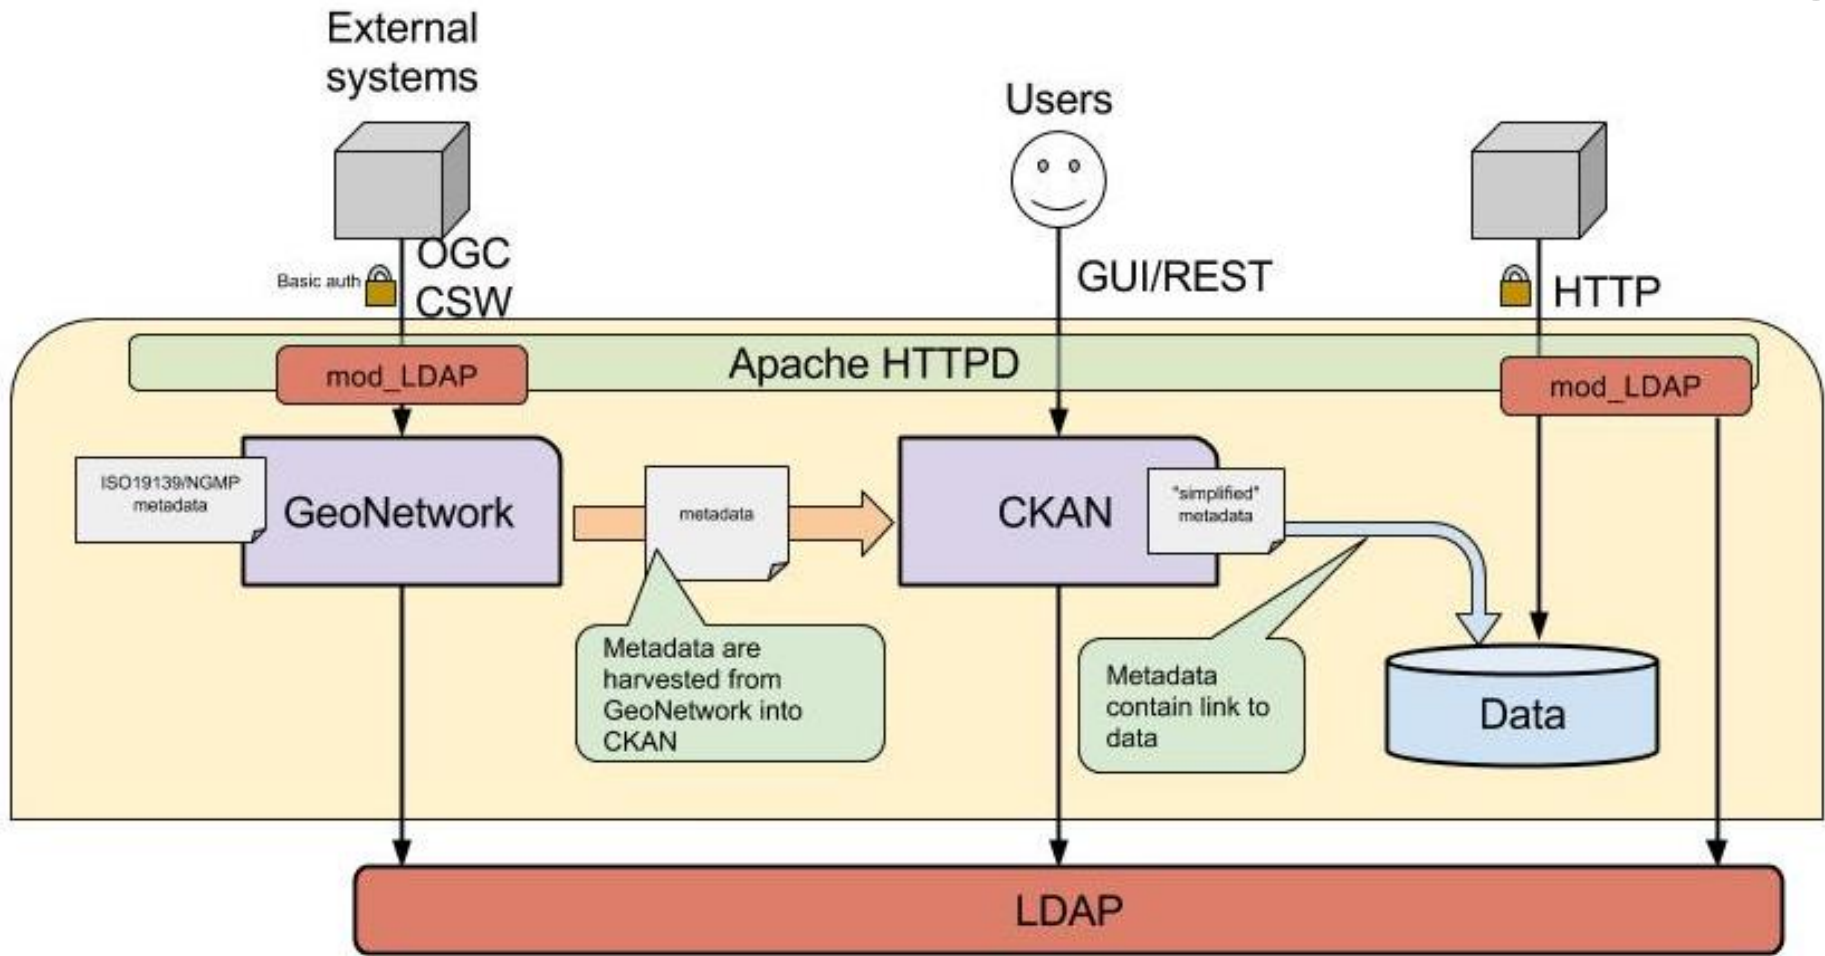 External
systems
Users
OGC
CSW
Basic auth
GUI/REST
HTTP
Apache HTTPD
mod_LDAP
mod_LDAP
ISO19139/NGMP
metadata
GeoNetwork
metadata
CKAN
"simplified"
metadata
Metadata are
harvested from
GeoNetwork into
CKAN
Metadata
contain link to
data
Data
LDAP